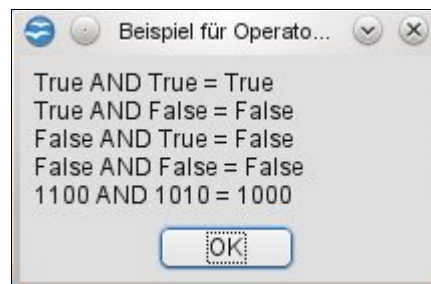 Beispiel für Operato...
True AND True = True
True AND False = False
False AND True = False
False AND False = False
1100 AND 1010 = 1000
OK